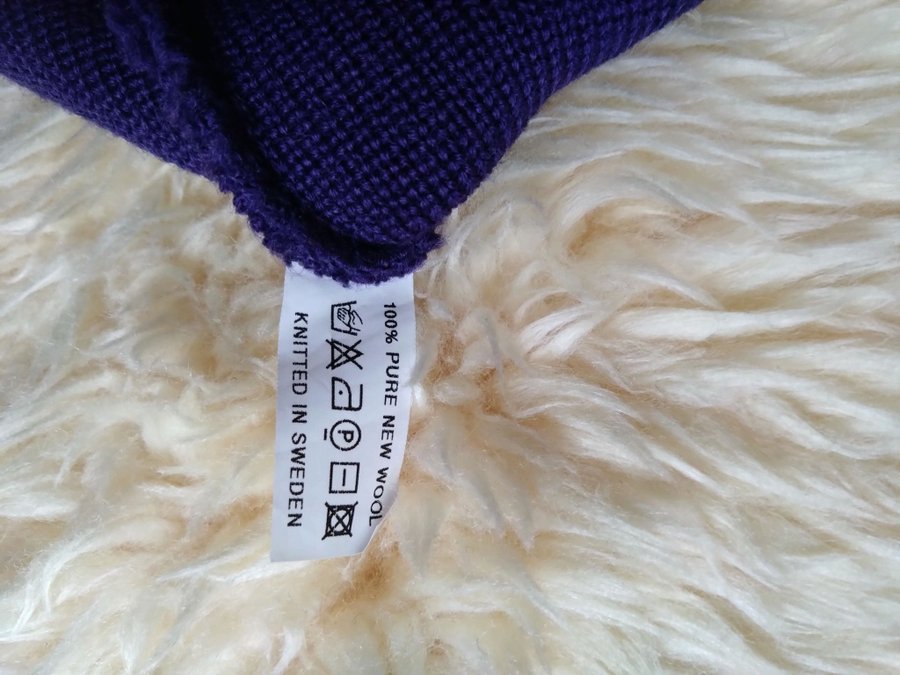 100% PURE NEW WOOL
P
KNITTED IN SWEDEN